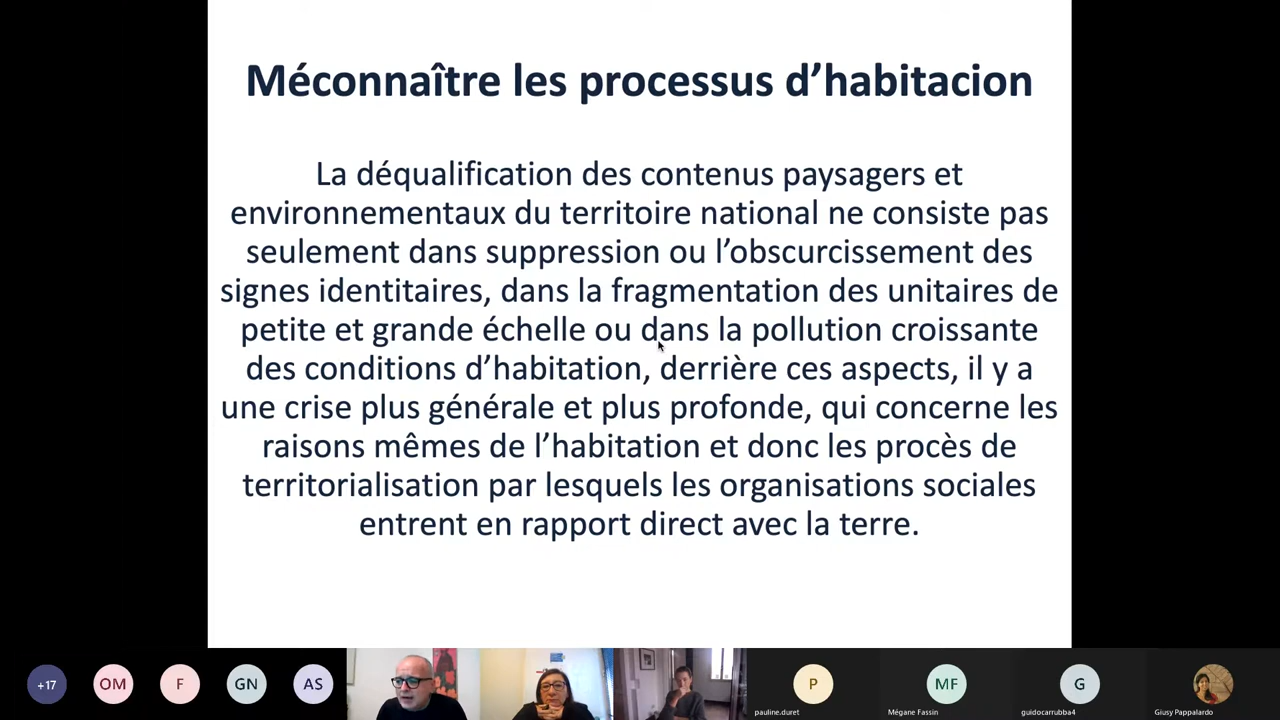 Méconnaître les processus d’habitacion
La déqualification des contenus paysagers et
environnementaux du territoire national ne consiste pas
seulement dans suppression ou l’obscurcissement des
signes identitaires, dans la fragmentation des unitaires de
petite et grande échelle ou dans la pollution croissante
des conditions d’habitation, derrière ces aspects, il y a
une crise plus générale et plus profonde, qui concerne les
raisons mêmes de l’habitation et donc les procès de
territorialisation par lesquels les organisations sociales
entrent en rapport direct avec la terre.
+17 OM F GN AS P MF G
pauline.duret Mégane Fassin guidocarrubba4 Giusy Pappalardo